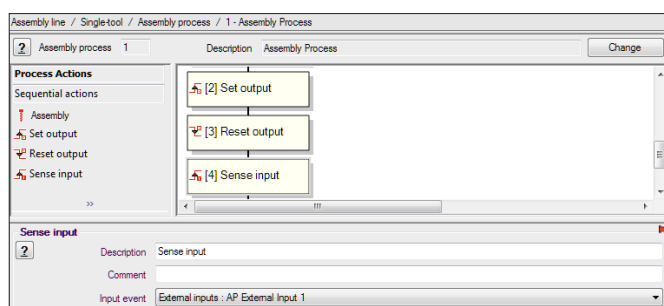 Assembly line / Single-tool / Assembly process / 1 - Assembly Process
? Assembly process 1 Description Assembly Process Change
Process Actions
Sequential actions
Assembly
Set output
Reset output
Sense input
>>
[2] Set output
[3] Reset output
[4] Sense input
Sense input
? Description Sense input
Comment
Input event External inputs : AP External Input 1